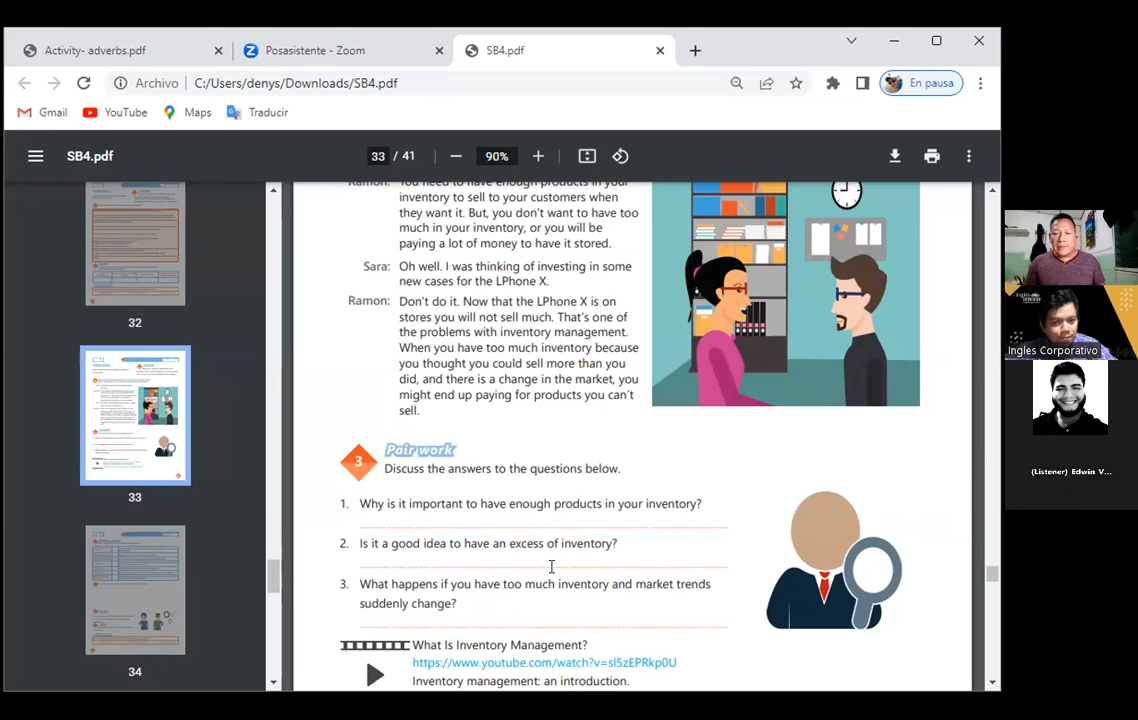 Activity- adverbs.pdf
Posasistente - Zoom
SB4.pdf
Archivo
C:/Users/denys/Downloads/SB4.pdf
En pausa
Gmail
YouTube
Maps
Traducir
SB4.pdf
33 / 41
90%
32
33
34
Ramon: You need to have enough products in your
inventory to sell to your customers when
they want it. But, you don't want to have too
much in your inventory, or you will be
paying a lot of money to have it stored.
Sara: Oh well. I was thinking of investing in some
new cases for the LPhone X.
Ramon: Don't do it. Now that the LPhone X is on
stores you will not sell much. That's one of
the problems with inventory management.
When you have too much inventory because
you thought you could sell more than you
did, and there is a change in the market, you
might end up paying for products you can't
sell.
3
Pair work
Discuss the answers to the questions below.
1. Why is it important to have enough products in your inventory?
2. Is it a good idea to have an excess of inventory?
3. What happens if you have too much inventory and market trends
suddenly change?
What Is Inventory Management?
https://www.youtube.com/watch?v=sl5zEPRkp0U
Inventory management: an introduction.
Ingles Corporativo
(Listener) Edwin V...